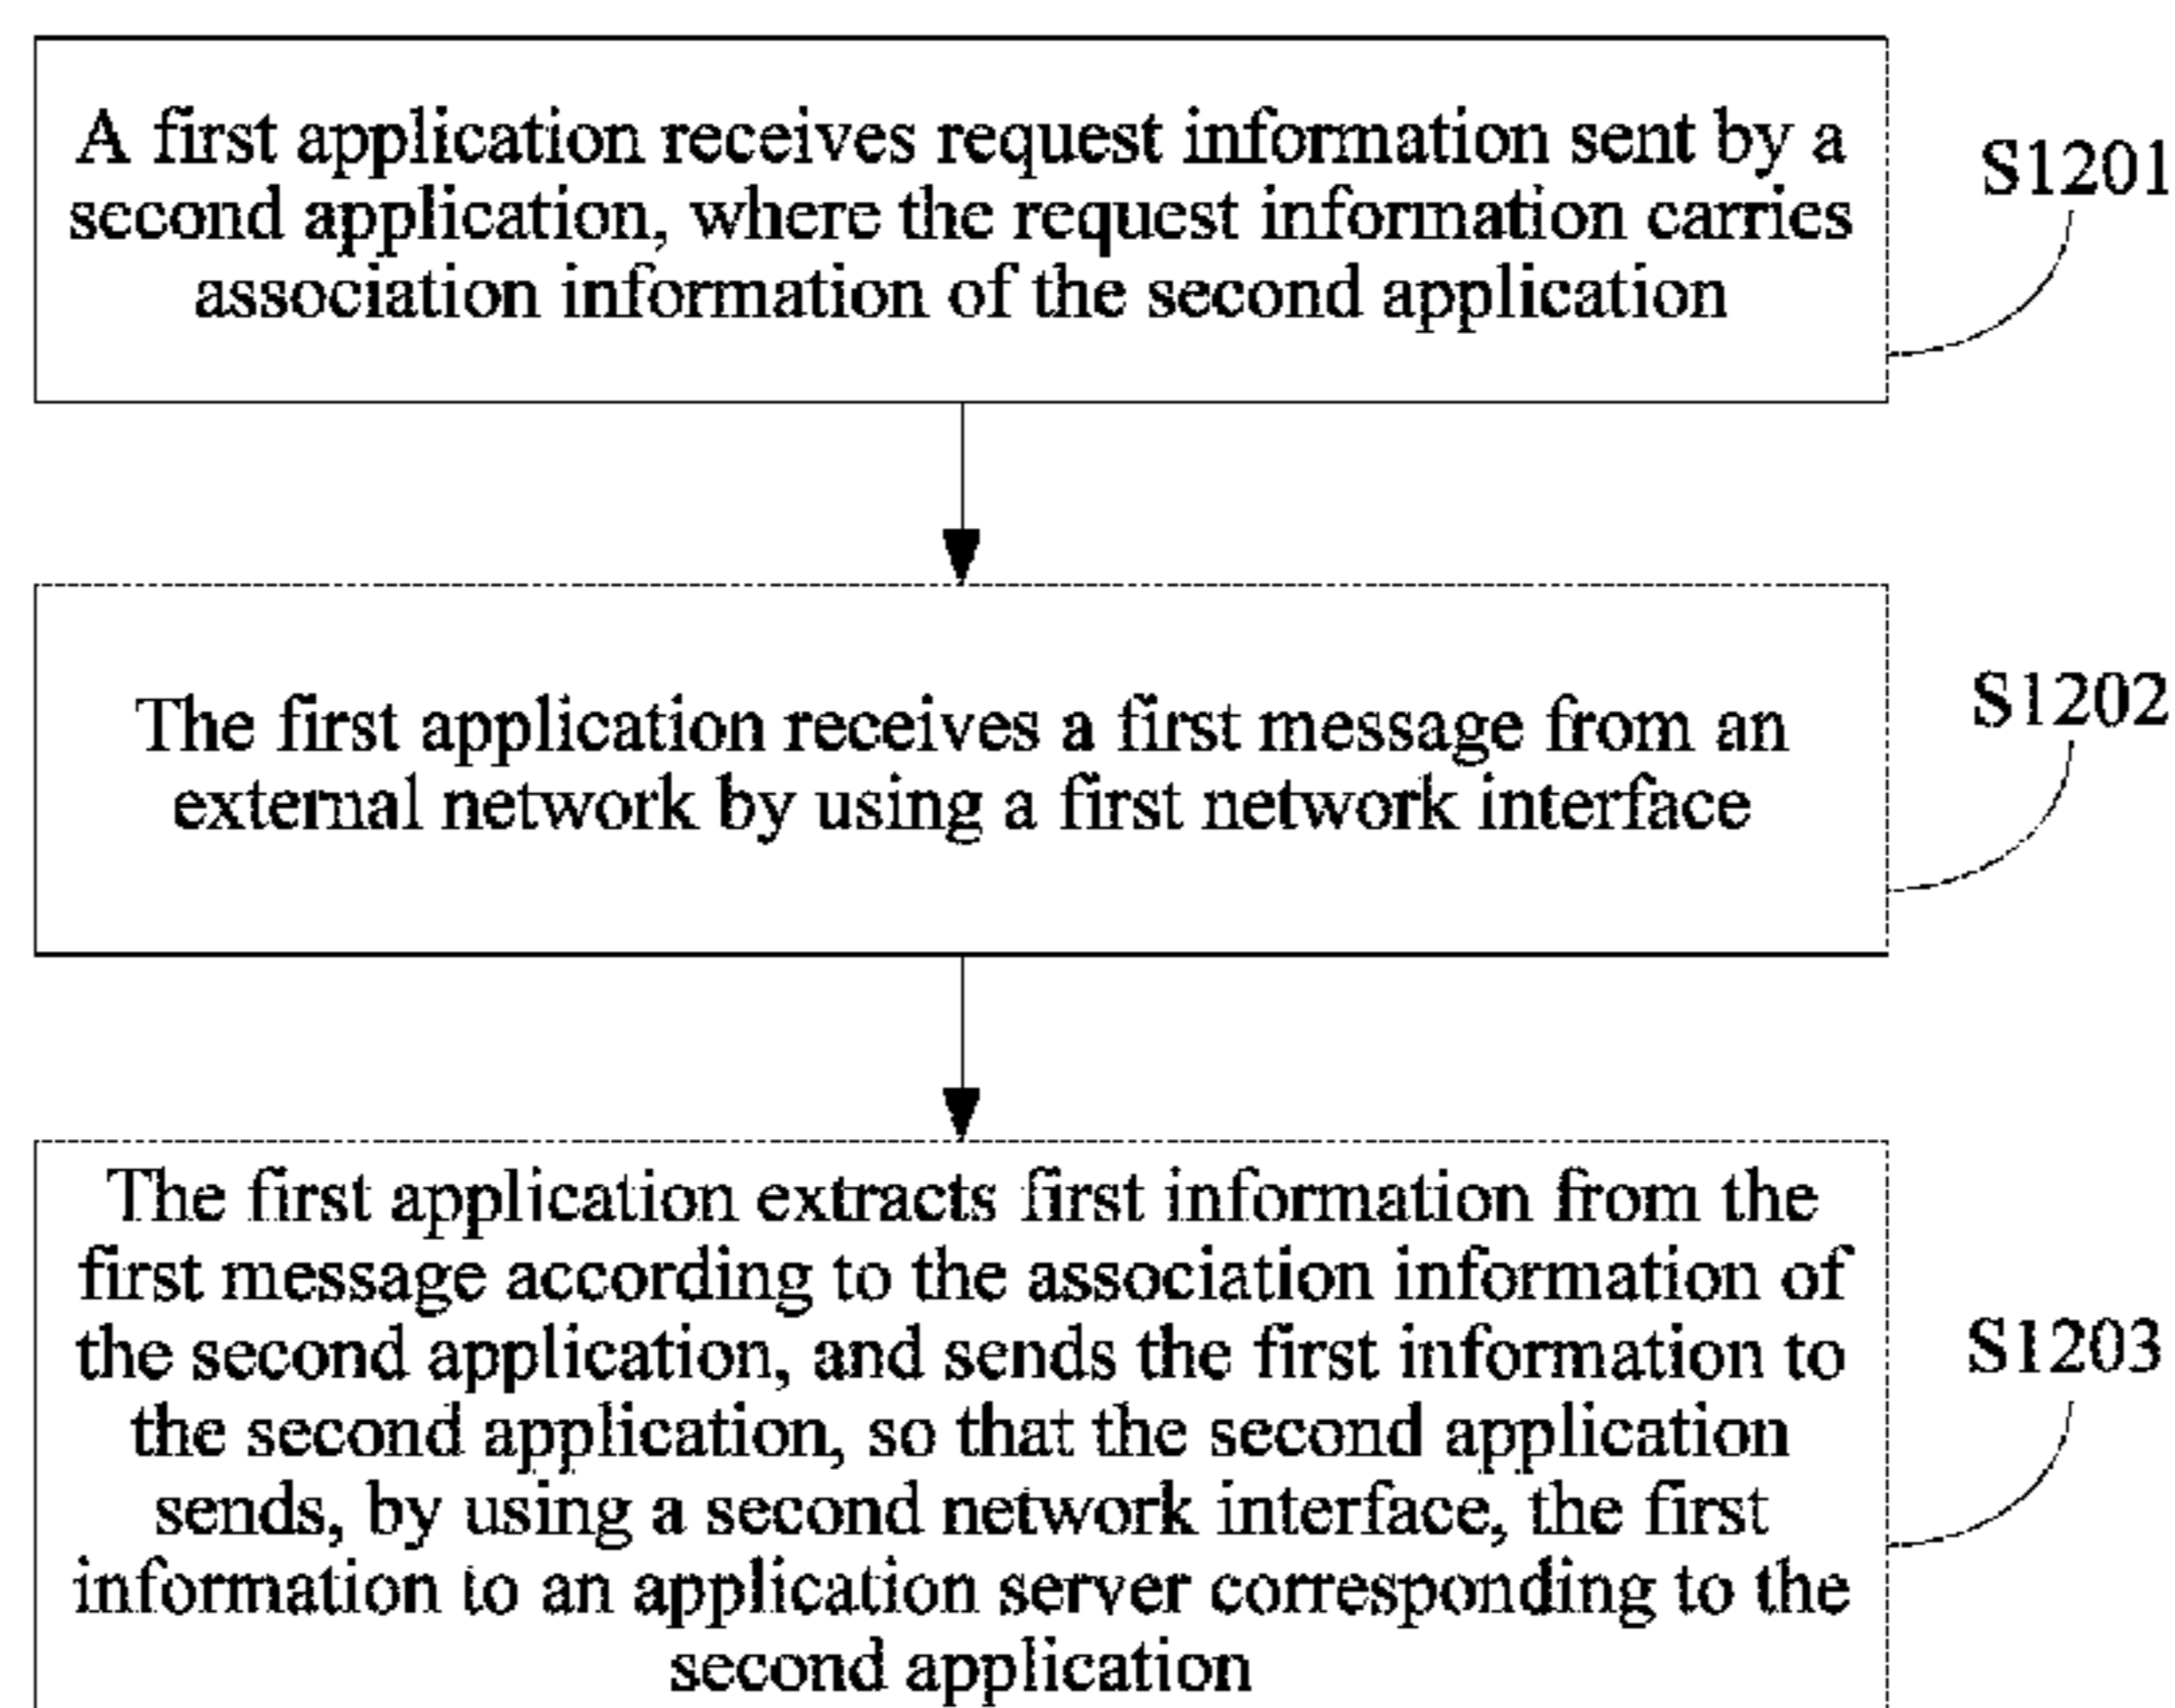 A first application receives request information sent by a
second application, where the request information carries
association information of the second application
S1201
The first application receives a first message from an
external network by using a first network interface
S1202
The first application extracts first information from the
first message according to the association information of
the second application, and sends the first information to
the second application, so that the second application
sends, by using a second network interface, the first
information to an application server corresponding to the
second application
S1203